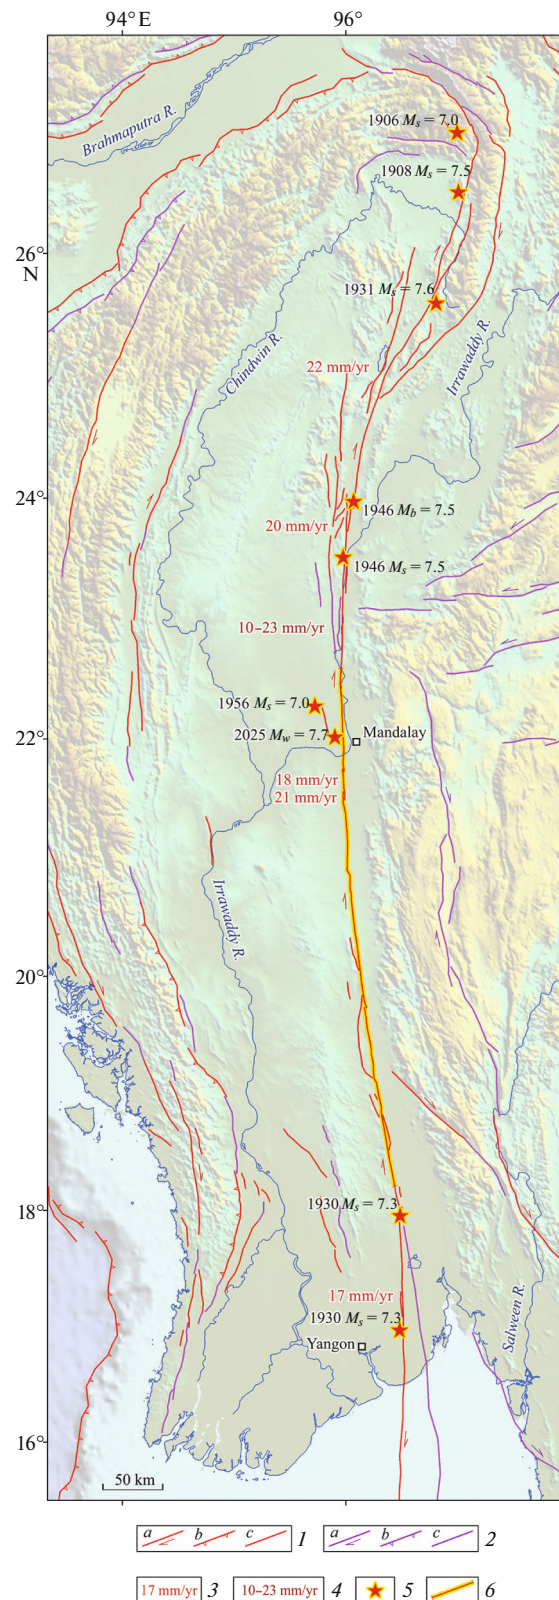 94°E 96°
1906 Ms = 7.0
Brahmaputra R.
1908 Ms = 7.5
26°
N
1931 Ms = 7.6
Chindwin R.
Irrawaddy R.
22 mm/yr
24°
1946 Mb = 7.5
20 mm/yr
1946 Ms = 7.5
10–23 mm/yr
1956 Ms = 7.0
2025 Mw = 7.7
Mandalay
22°
18 mm/yr
21 mm/yr
Irrawaddy R.
20°
1930 Ms = 7.3
18°
17 mm/yr
1930 Ms = 7.3
Yangon
Salween R.
16°
50 km
a b c 1 a b c 2
17 mm/yr 3 10–23 mm/yr 4 5 6